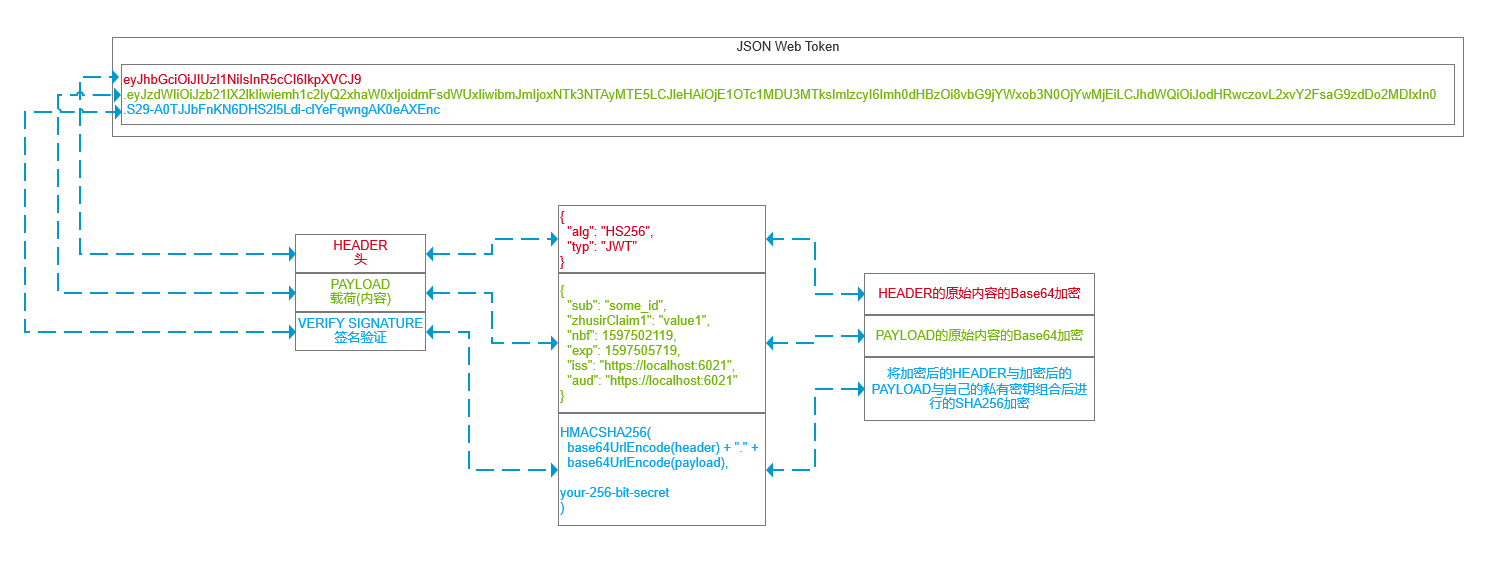 JSON Web Token
eyJhbGciOiJIUzI1NiIsInR5cCI6IkpXVCJ9
.eyJzdWIiOiJzb21lX2lkIiwiemh1c2lyQ2xhaW0xIjoidmFsdWUxIiwibmJmIjoxNTk3NTAyMTE5LCJleHAiOjE1OTc1MDU3MTksImlzcyI6Imh0dHBzOi8vbG9jYWxob3N0OjYwMjEiLCJhdWQiOiJodHRwczovL2xvY2FsaG9zdDo2MDIxIn0
.S29-A0TJJbFnKN6DHS2l5Ldi-clYeFqwngAK0eAXEnc
HEADER
头
PAYLOAD
载荷(内容)
VERIFY SIGNATURE
签名验证
{
"alg": "HS256",
"typ": "JWT"
}
{
"sub": "some_id",
"zhusirClaim1": "value1",
"nbf": 1597502119,
"exp": 1597505719,
"iss": "https://localhost:6021",
"aud": "https://localhost:6021"
}
HMACSHA256(
base64UrlEncode(header) + "." +
base64UrlEncode(payload),
your-256-bit-secret
)
HEADER的原始内容的Base64加密
PAYLOAD的原始内容的Base64加密
将加密后的HEADER与加密后的
PAYLOAD与自己的私有密钥组合后进
行的SHA256加密